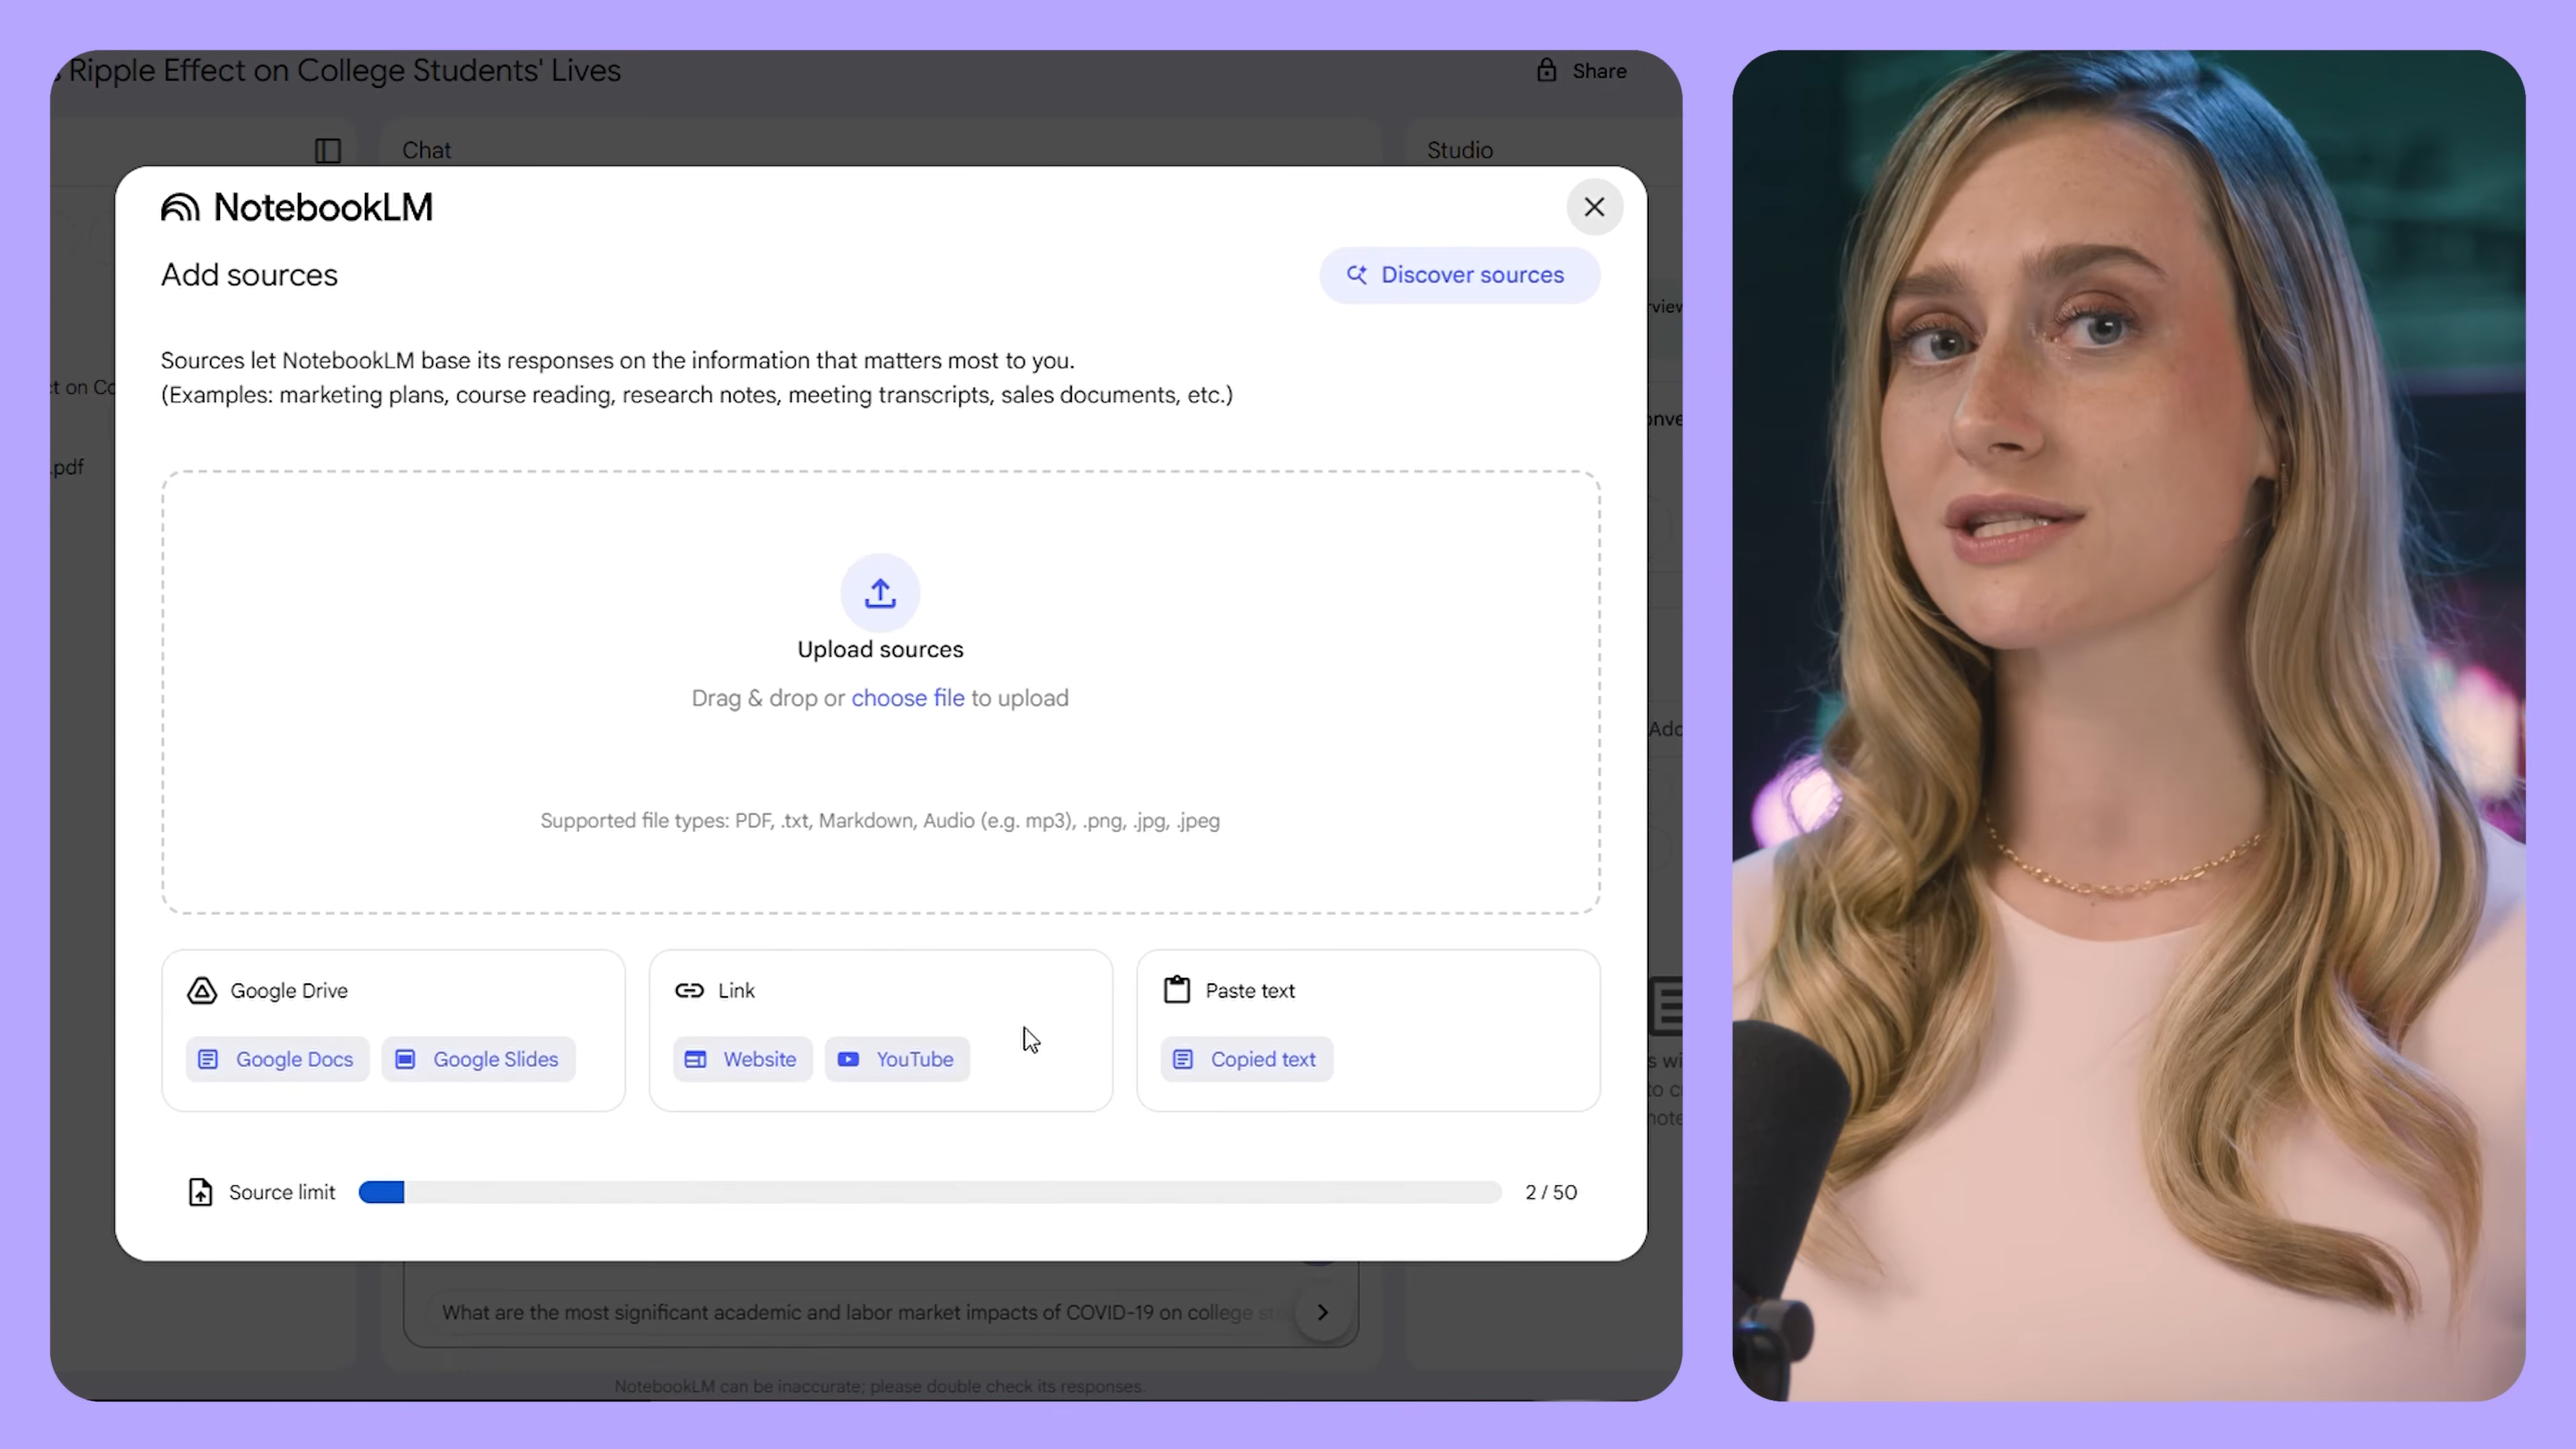 Ripple Effect on College Students' Lives
Share
Chat
Studio
NotebookLM
Add sources
Discover sources
Sources let NotebookLM base its responses on the information that matters most to you.
(Examples: marketing plans, course reading, research notes, meeting transcripts, sales documents, etc.)
.pdf
Upload sources
Drag & drop or choose file to upload
Supported file types: PDF, .txt, Markdown, Audio (e.g. mp3), .png, .jpg, .jpeg
Google Drive
Google Docs
Google Slides
Link
Website
YouTube
Paste text
Copied text
Source limit
2 / 50
What are the most significant academic and labor market impacts of COVID-19 on college
NotebookLM can be inaccurate; please double check its responses.